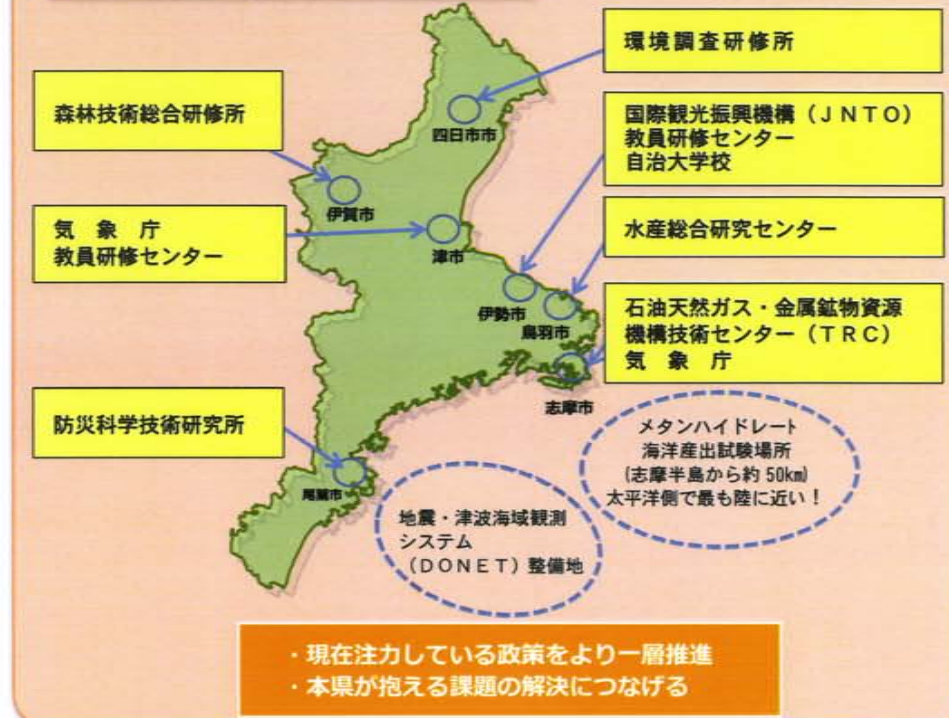 環境調査研修所
森林技術総合研修所
国際観光振興機構（ＪＮＴＯ）
教員研修センター
自治大学校
四日市市
伊賀市
気　象　庁
教員研修センター
津市
水産総合研究センター
伊勢市
鳥羽市
石油天然ガス・金属鉱物資源
機構技術センター（ＴＲＣ）
気　象　庁
志摩市
防災科学技術研究所
尾鷲市
メタンハイドレート
海洋産出試験場所
(志摩半島から約 50km)
太平洋側で最も陸に近い！
地震・津波海域観測
システム
（ＤＯＮＥＴ）整備地
・現在注力している政策をより一層推進
・本県が抱える課題の解決につなげる